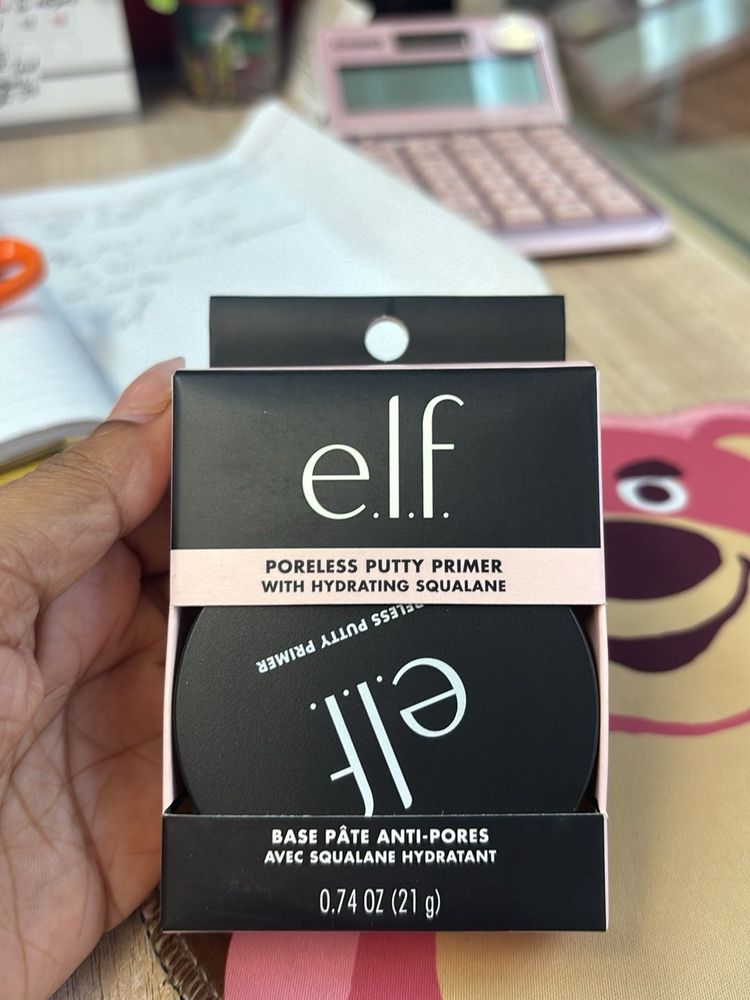 e.l.f.
PORELESS PUTTY PRIMER
WITH HYDRATING SQUALANE
PUTTY PRIMER
e.l.f.
BASE PÂTE ANTI-PORES
AVEC SQUALANE HYDRATANT
0.74 OZ (21 g)